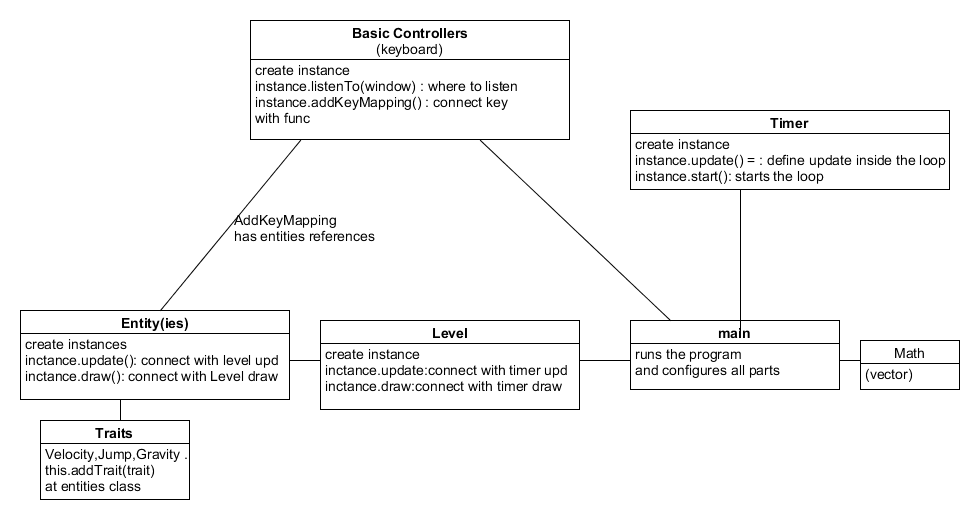 Basic Controllers
(keyboard)
create instance
instance.listenTo(window) : where to listen
instance.addKeyMapping() : connect key
with func
Timer
create instance
instance.update() = : define update inside the loop
instance.start(): starts the loop
AddKeyMapping
has entities references
Entity(ies)
create instances
inctance.update(): connect with level upd
inctance.draw(): connect with Level draw
Level
create instance
inctance.update:connect with timer upd
inctance.draw:connect with timer draw
main
runs the program
and configures all parts
Math
(vector)
Traits
Velocity,Jump,Gravity .
this.addTrait(trait)
at entities class